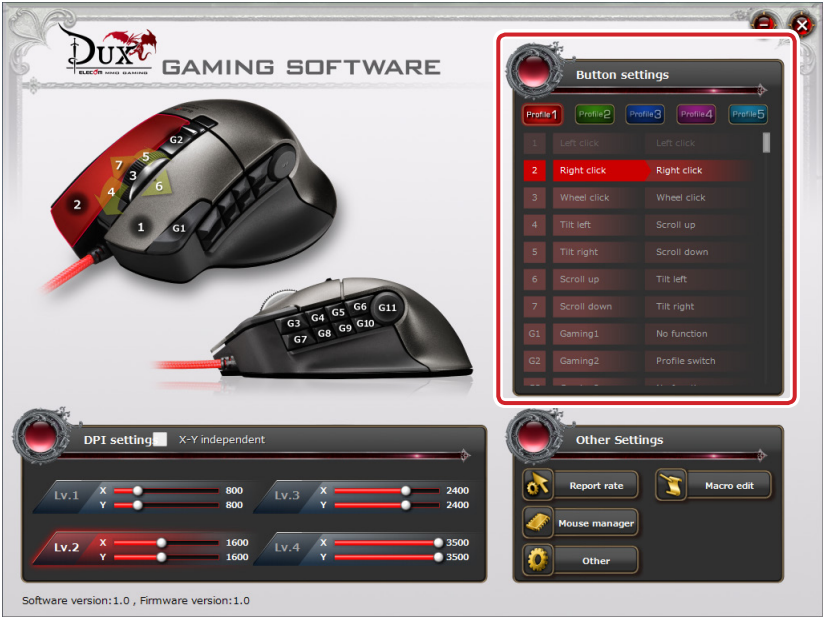 DUX
ELECOM MMO GAMING
GAMING SOFTWARE
G2
5
7
3
4
6
2
1
G1
G3 G4 G5 G6 G11
G7 G8 G9 G10
Button settings
Profile1 Profile2 Profile3 Profile4 Profile5
1 Left click Left click
2 Right click Right click
3 Wheel click Wheel click
4 Tilt left Scroll up
5 Tilt right Scroll down
6 Scroll up Tilt left
7 Scroll down Tilt right
G1 Gaming1 No function
G2 Gaming2 Profile switch
DPI settings X-Y independent
Lv.1 X 800
Y 800
Lv.3 X 2400
Y 2400
Lv.2 X 1600
Y 1600
Lv.4 X 3500
Y 3500
Other Settings
Report rate Macro edit
Mouse manager
Other
Software version:1.0 , Firmware version:1.0